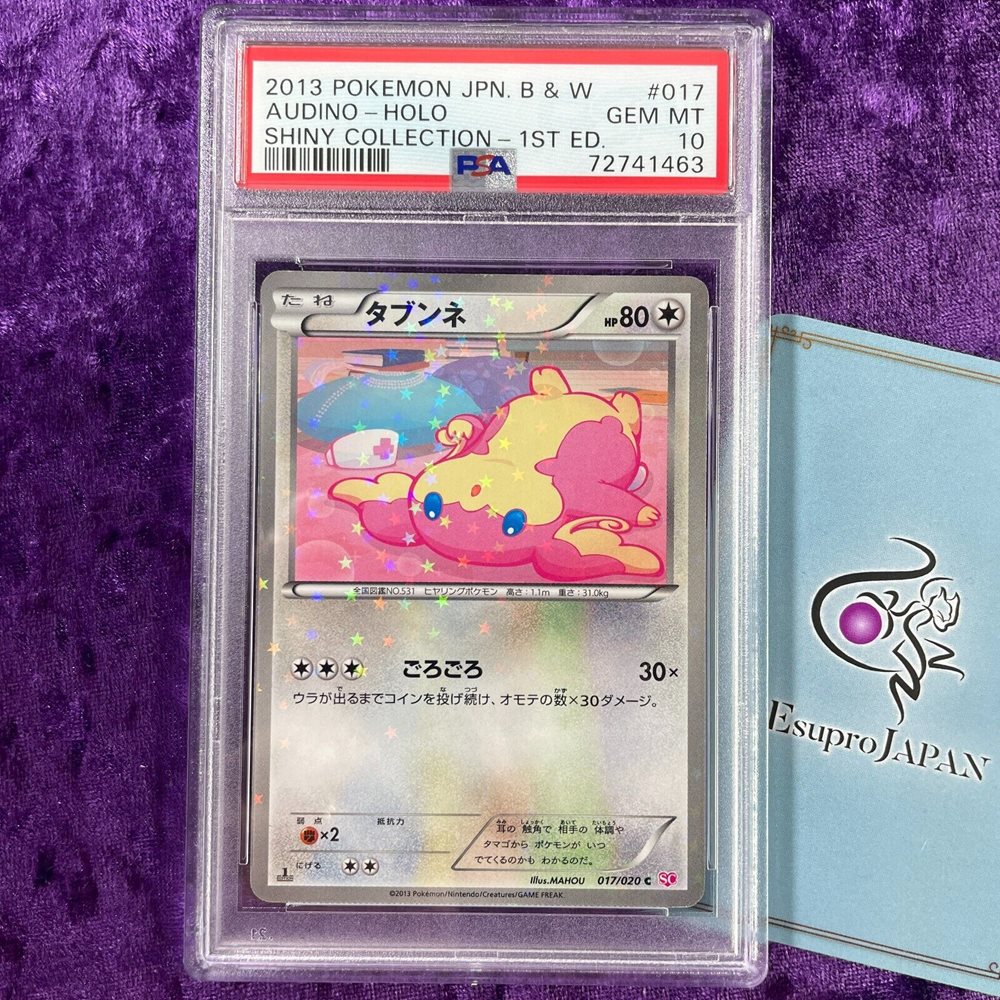 2013 POKEMON JPN. B & W #017
AUDINO - HOLO GEM MT
SHINY COLLECTION - 1ST ED. 10
PSA 72741463
たね タブンネ HP80
全国図鑑NO.531 ヒヤリングポケモン 高さ:1.1m 重さ:31.0kg
ごろごろ 30×
ウラが出るまでコインを投げ続け、オモテの数×30ダメージ。
弱点 抵抗力
×2
にげる
耳の 触角で 相手の 体調や
タマゴから ポケモンが いつ
でてくるのかも わかるのだ。
Illus.MAHOU 017/020 C SC
©2013 Pokémon/Nintendo/Creatures/GAME FREAK.
EsuproJAPAN